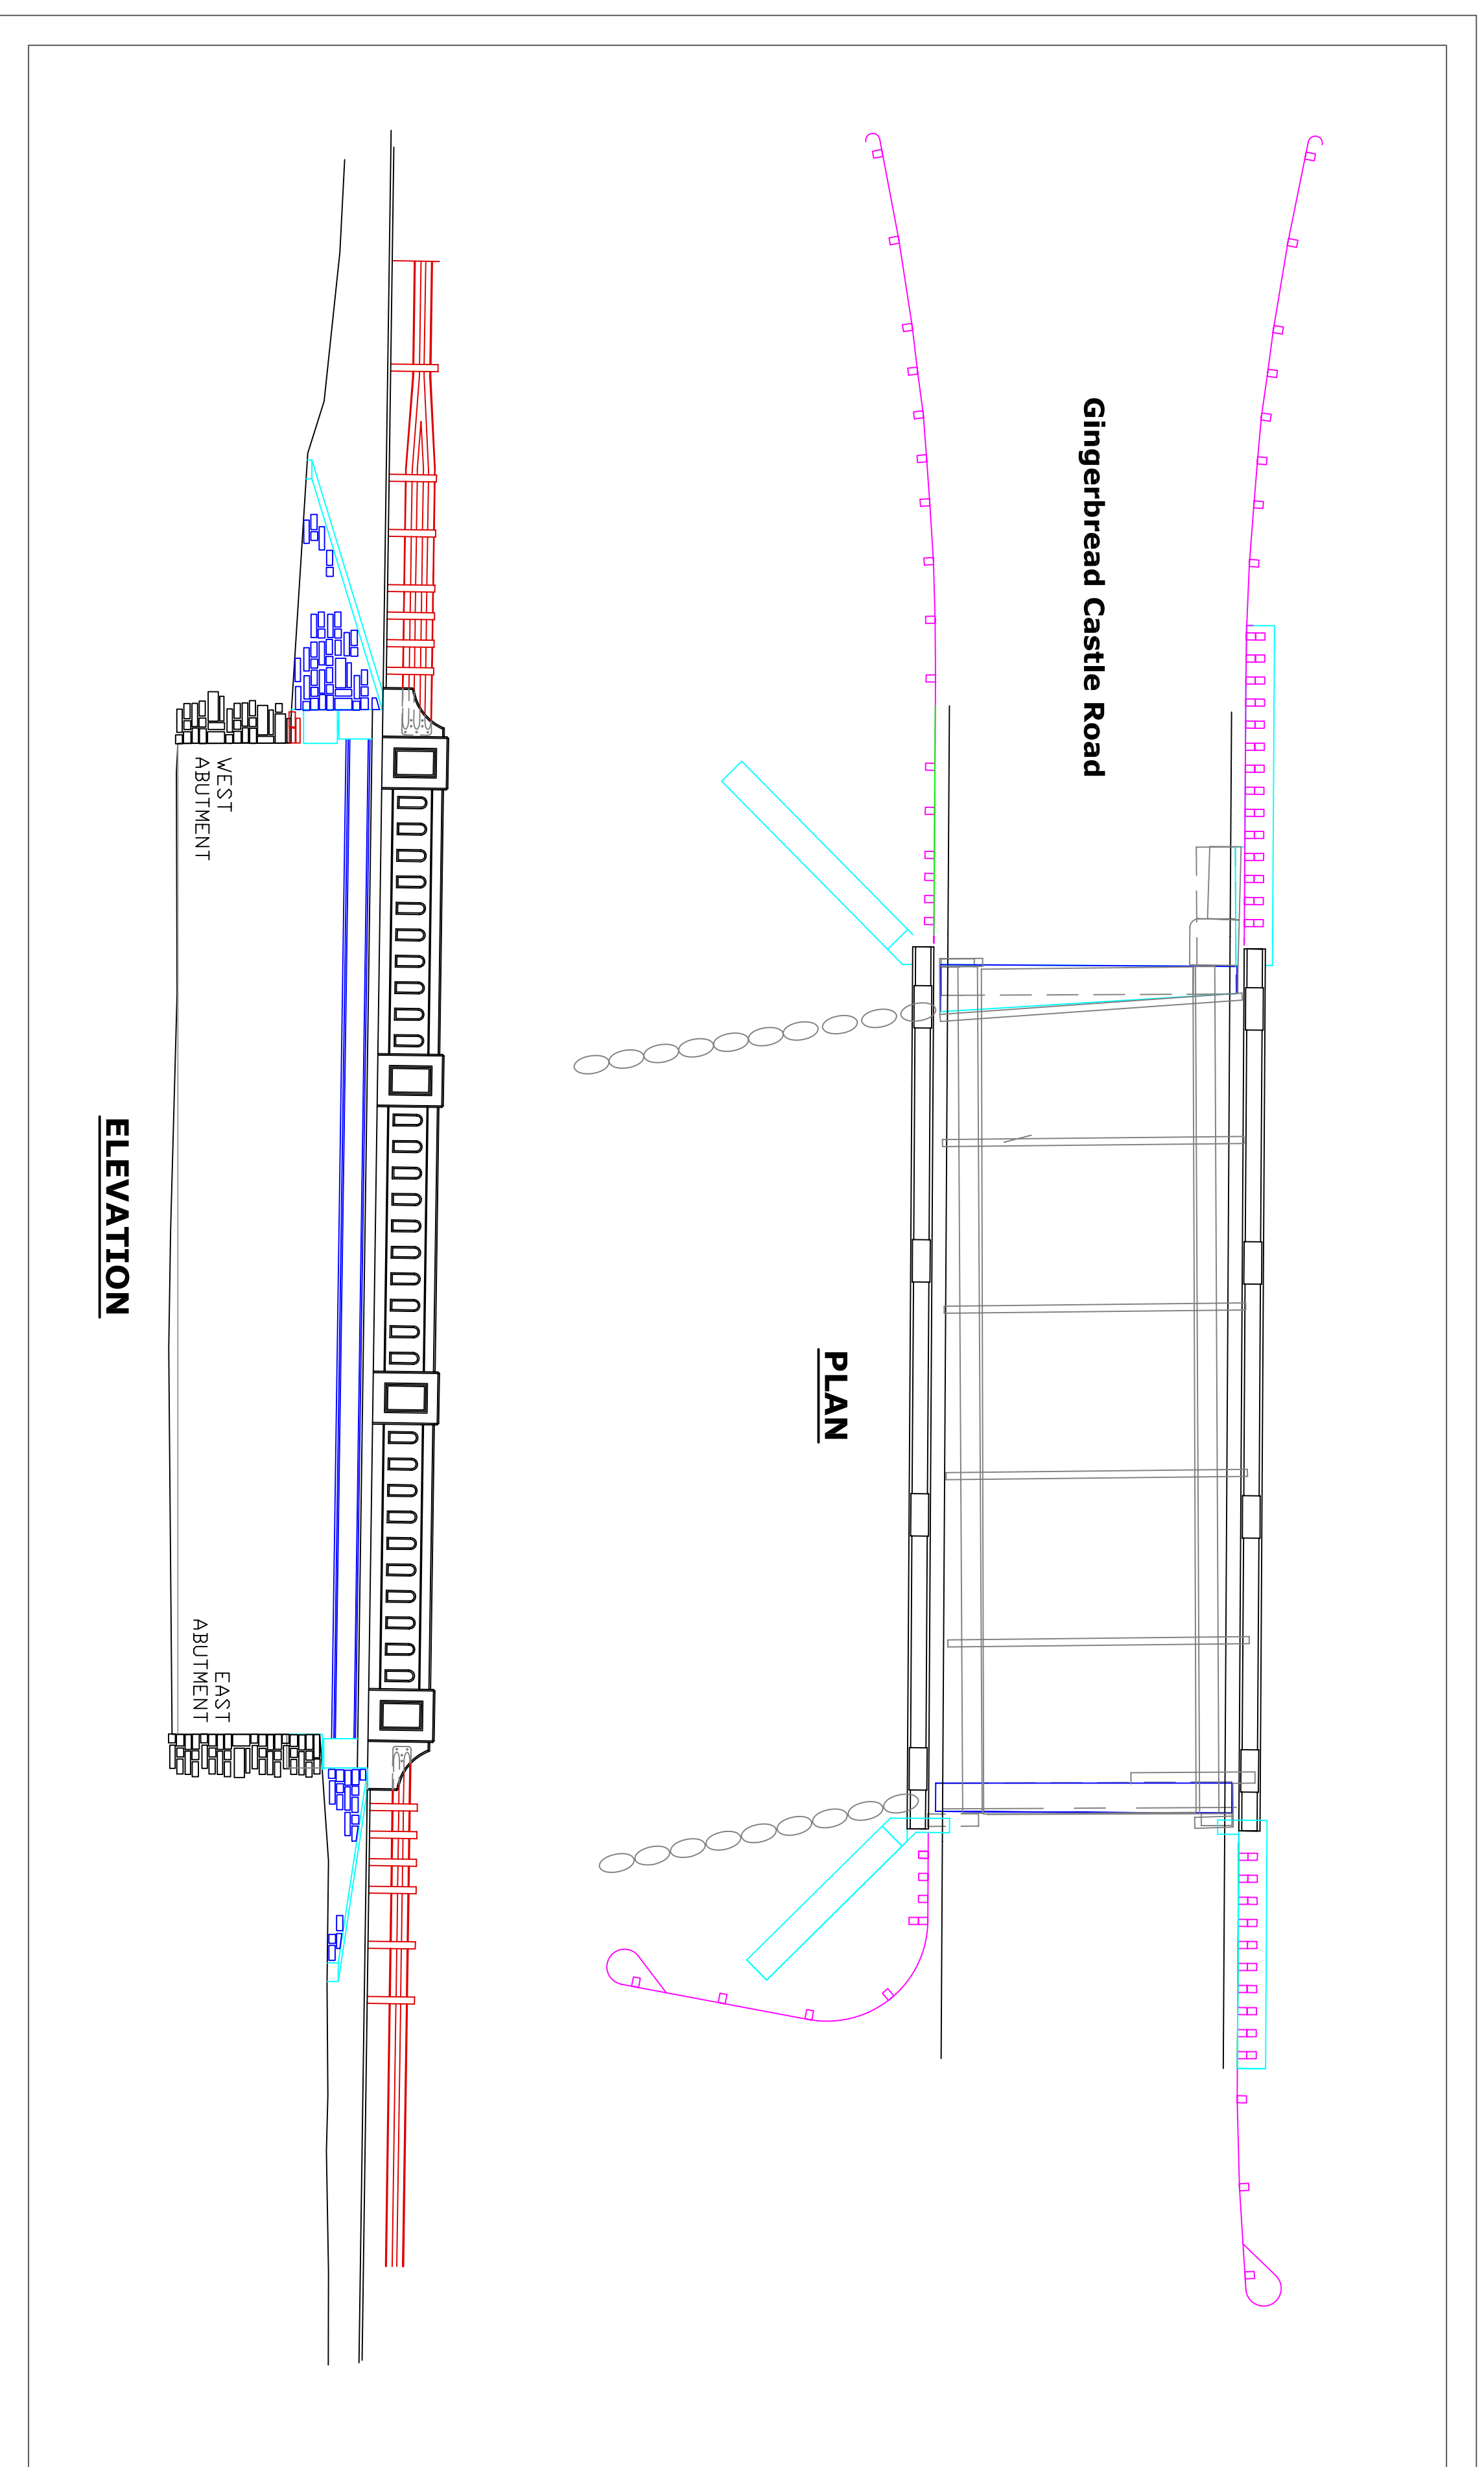 Gingerbread Castle Road
PLAN
WEST
ABUTMENT
EAST
ABUTMENT
ELEVATION